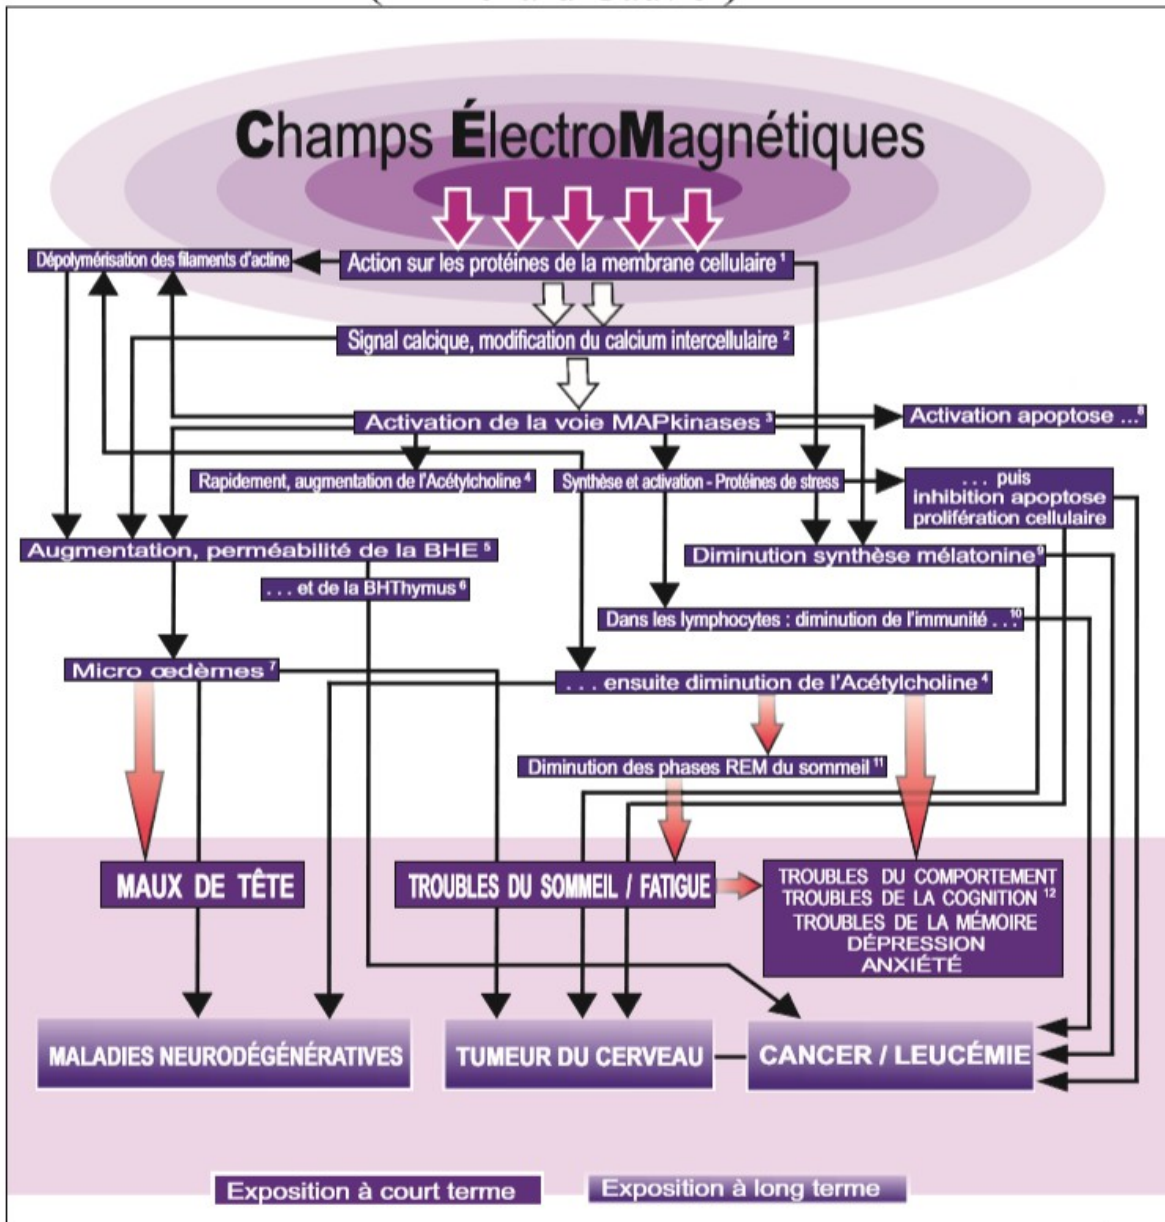 Champs ÉlectroMagnétiques
Dépolymérisation des filaments d'actine
Action sur les protéines de la membrane cellulaire ¹
Signal calcique, modification du calcium intercellulaire ²
Activation de la voie MAPkinases ³
Activation apoptose ... ⁸
Rapidement, augmentation de l'Acétylcholine ⁴
Synthèse et activation - Protéines de stress
. . . puis
inhibition apoptose
prolifération cellulaire
Augmentation, perméabilité de la BHE ⁵
Diminution synthèse mélatonine ⁹
. . . et de la BHThymus ⁶
Dans les lymphocytes : diminution de l'immunité . . . ¹⁰
Micro œdèmes ⁷
. . . ensuite diminution de l'Acétylcholine ⁴
Diminution des phases REM du sommeil ¹¹
MAUX DE TÊTE
TROUBLES DU SOMMEIL / FATIGUE
TROUBLES DU COMPORTEMENT
TROUBLES DE LA COGNITION ¹²
TROUBLES DE LA MÉMOIRE
DÉPRESSION
ANXIÉTÉ
MALADIES NEURODÉGÉNÉRATIVES
TUMEUR DU CERVEAU
CANCER / LEUCÉMIE
Exposition à court terme
Exposition à long terme